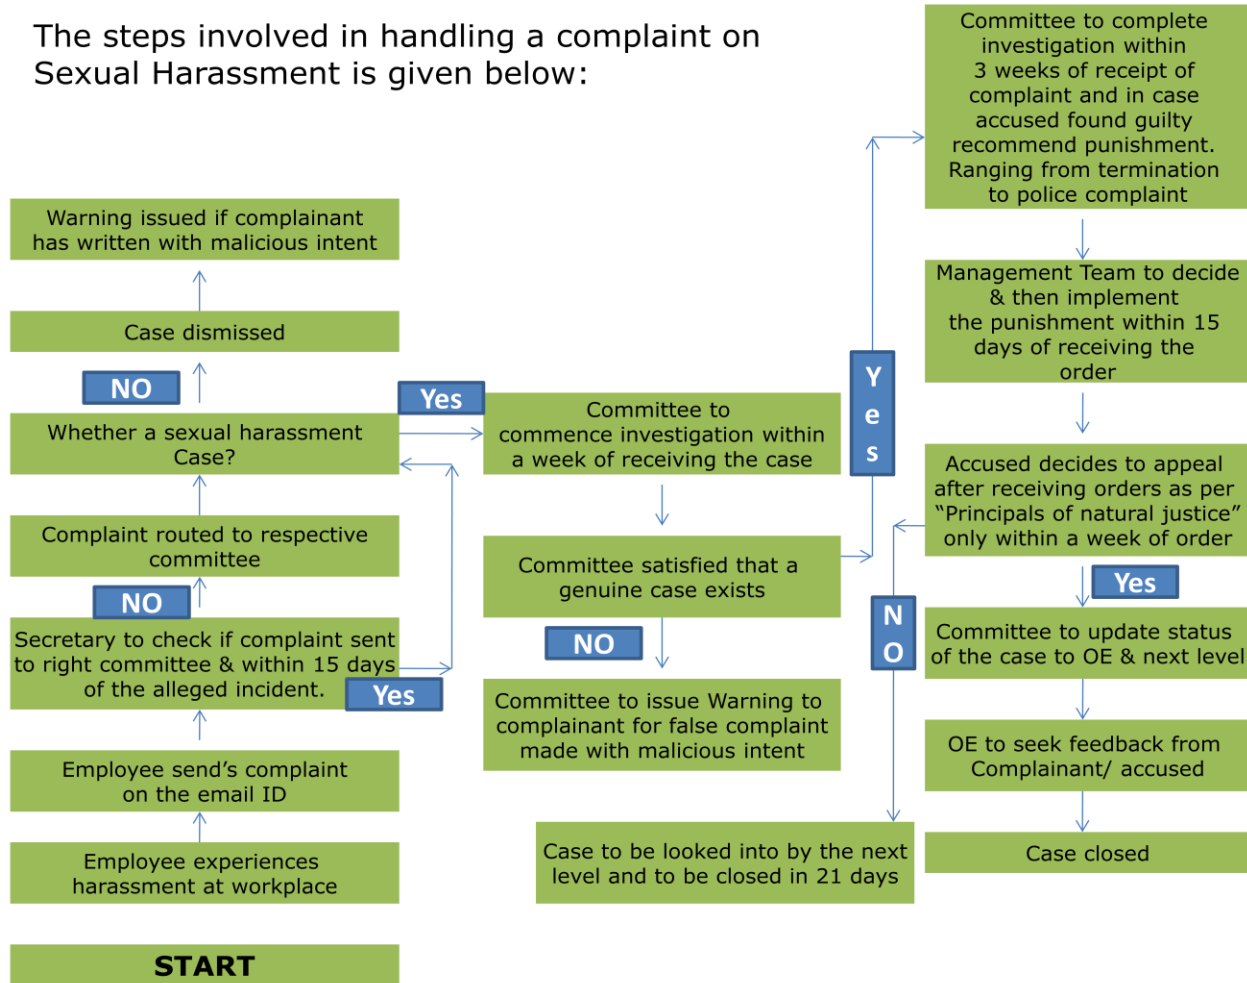 The steps involved in handling a complaint on
Sexual Harassment is given below:
Warning issued if complainant
has written with malicious intent
Case dismissed
NO
Whether a sexual harassment
Case?
Complaint routed to respective
committee
NO
Secretary to check if complaint sent
to right committee & within 15 days
of the alleged incident.
Yes
Employee send’s complaint
on the email ID
Employee experiences
harassment at workplace
START
Yes
Committee to
commence investigation within
a week of receiving the case
Committee satisfied that a
genuine case exists
NO
Committee to issue Warning to
complainant for false complaint
made with malicious intent
Case to be looked into by the next
level and to be closed in 21 days
Yes
NO
Committee to complete
investigation within
3 weeks of receipt of
complaint and in case
accused found guilty
recommend punishment.
Ranging from termination
to police complaint
Management Team to decide
& then implement
the punishment within 15
days of receiving the
order
Accused decides to appeal
after receiving orders as per
“Principals of natural justice”
only within a week of order
Yes
Committee to update status
of the case to OE & next level
OE to seek feedback from
Complainant/ accused
Case closed